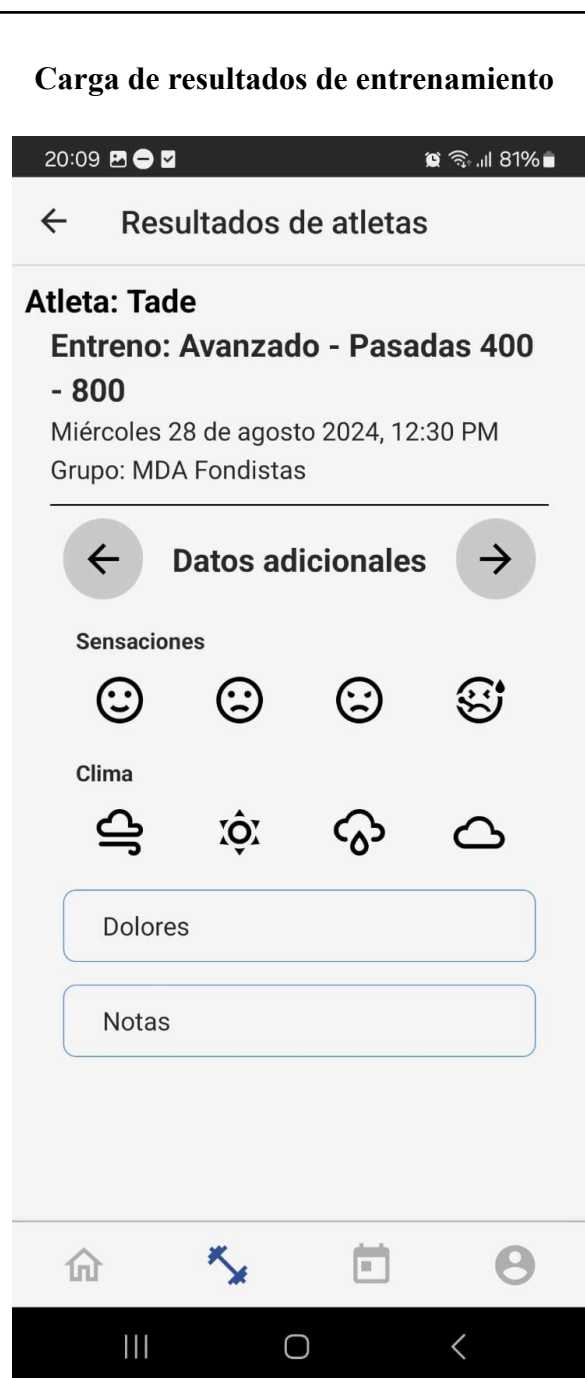 Carga de resultados de entrenamiento
20:09 81%
Resultados de atletas
Atleta: Tade
Entreno: Avanzado - Pasadas 400
- 800
Miércoles 28 de agosto 2024, 12:30 PM
Grupo: MDA Fondistas
Datos adicionales
Sensaciones
Clima
Dolores
Notas